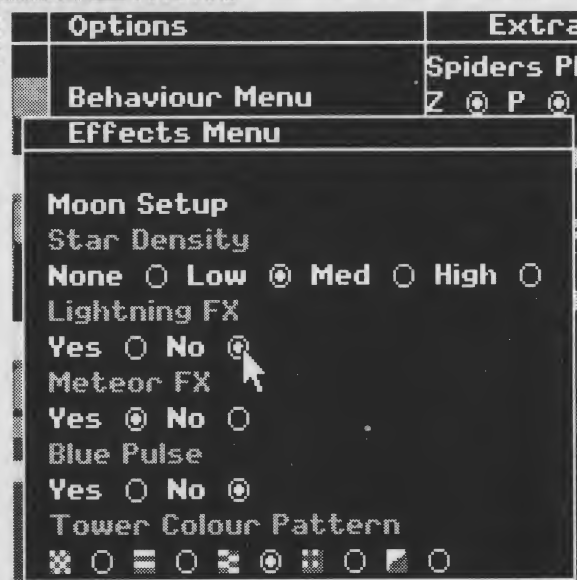 Options
Extra
Spiders Pl
Behaviour Menu
Z P
Effects Menu
Moon Setup
Star Density
None Low Med High
Lightning FX
Yes No
Meteor FX
Yes No
Blue Pulse
Yes No
Tower Colour Pattern